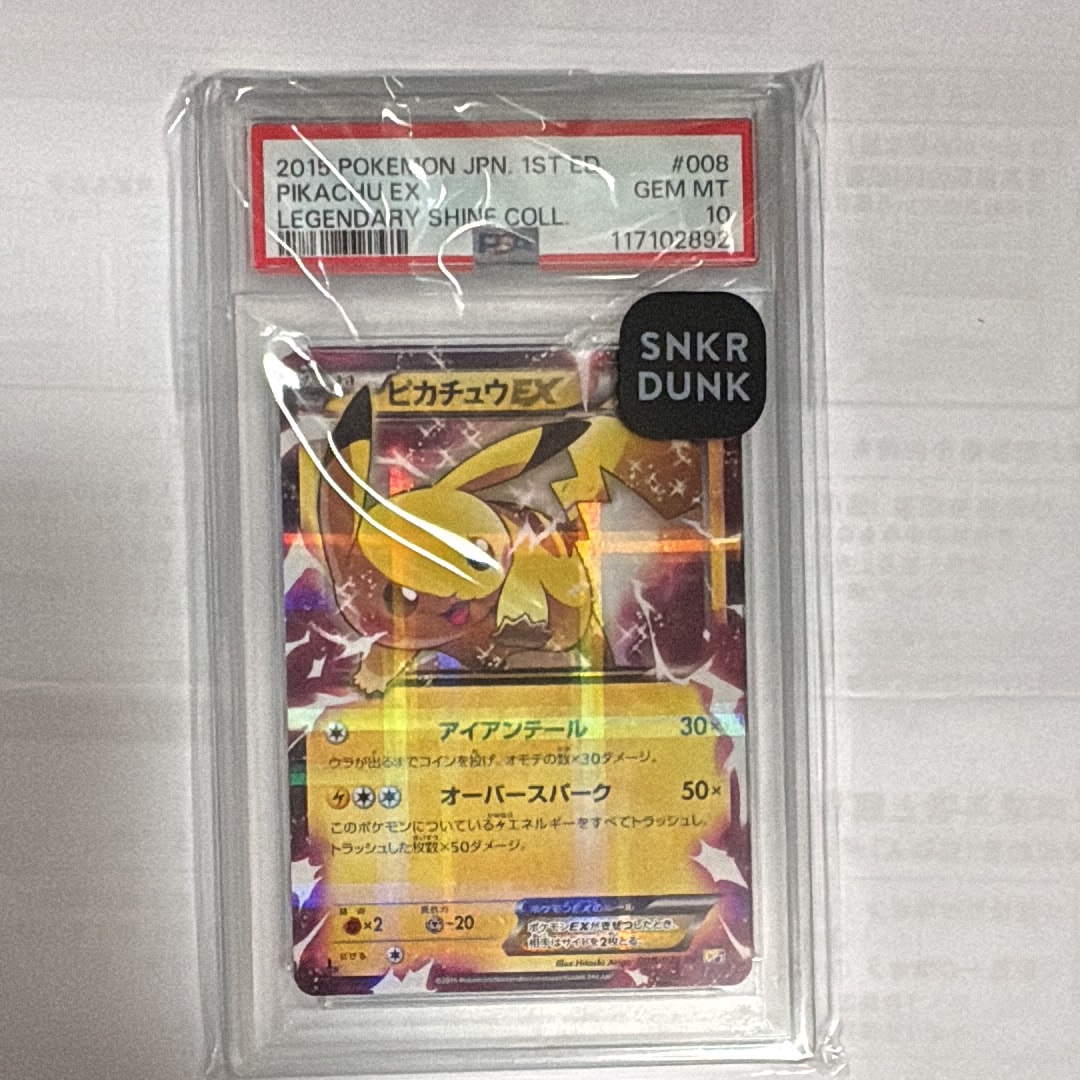 2015 POKEMON JPN. 1ST ED. #008
PIKACHU EX GEM MT
LEGENDARY SHINE COLL. 10
PSA 117102892
SNKR
DUNK
ピカチュウEX
アイアンテール 30×
ウラが出るまでコインを投げ、オモテの数×30ダメージ。
オーバースパーク 50×
このポケモンについているエネルギーをすべてトラッシュし、
トラッシュした枚数×50ダメージ。
×2 -20
ポケモンEXのルール
ポケモンEXがきぜつしたとき、
相手はサイドを2枚とる。
にげる
Illus. Hitoshi